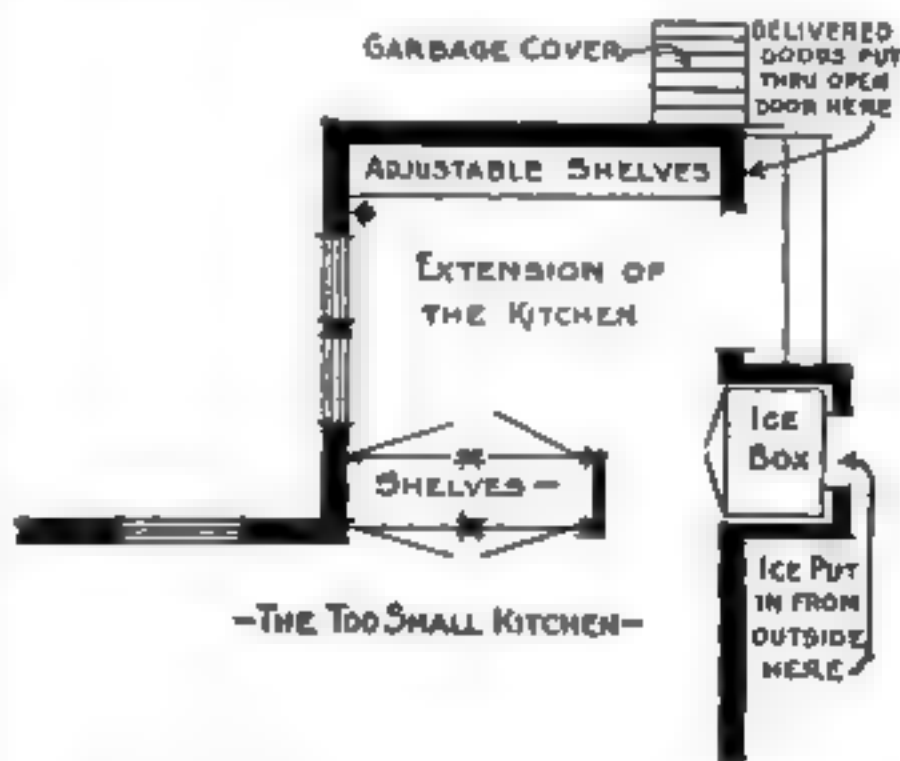 GARBAGE COVER
DELIVERED
GOODS PUT
THRU OPEN
DOOR HERE
ADJUSTABLE SHELVES
EXTENSION OF
THE KITCHEN
ICE
BOX
SHELVES -
ICE PUT
IN FROM
OUTSIDE
HERE
-THE TOO SMALL KITCHEN-